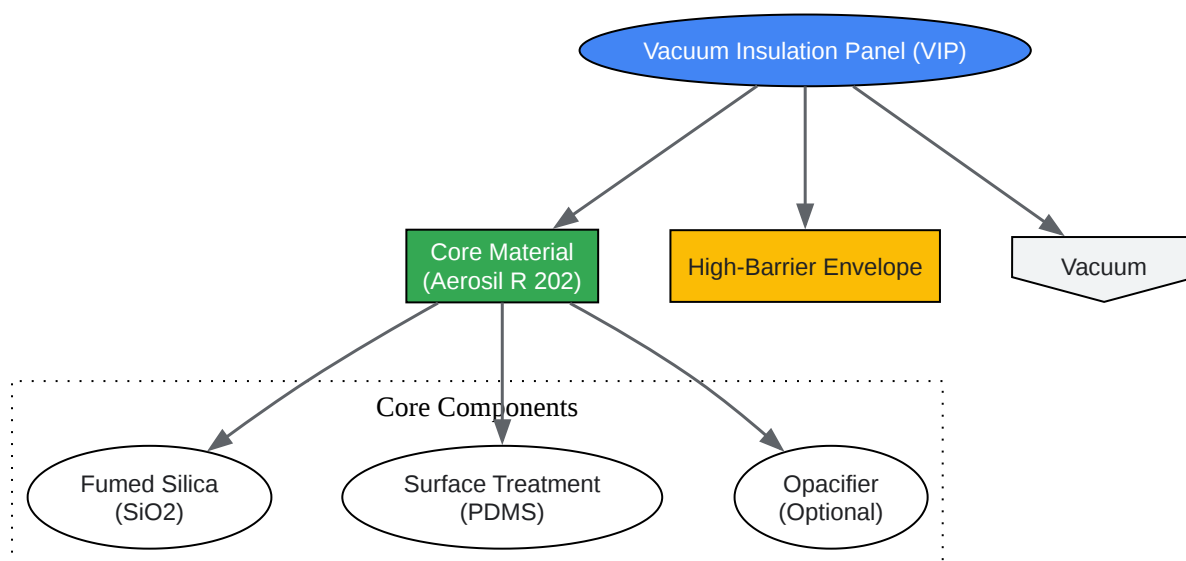 Vacuum Insulation Panel (VIP)
Core Material
(Aerosil R 202)
High-Barrier Envelope
Vacuum
Core Components
Fumed Silica
(SiO2)
Surface Treatment
(PDMS)
Opacifier
(Optional)